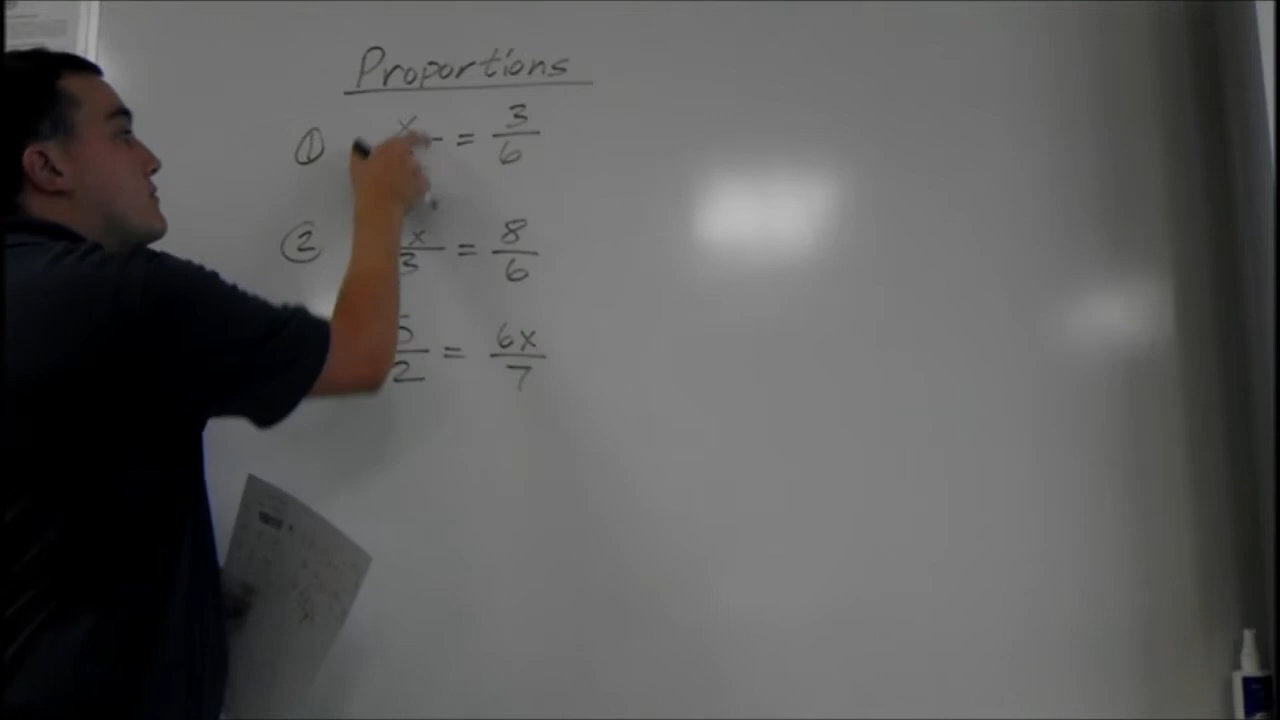 Proportions
① x = 3/6
② x/3 = 8/6
5/2 = 6x/7